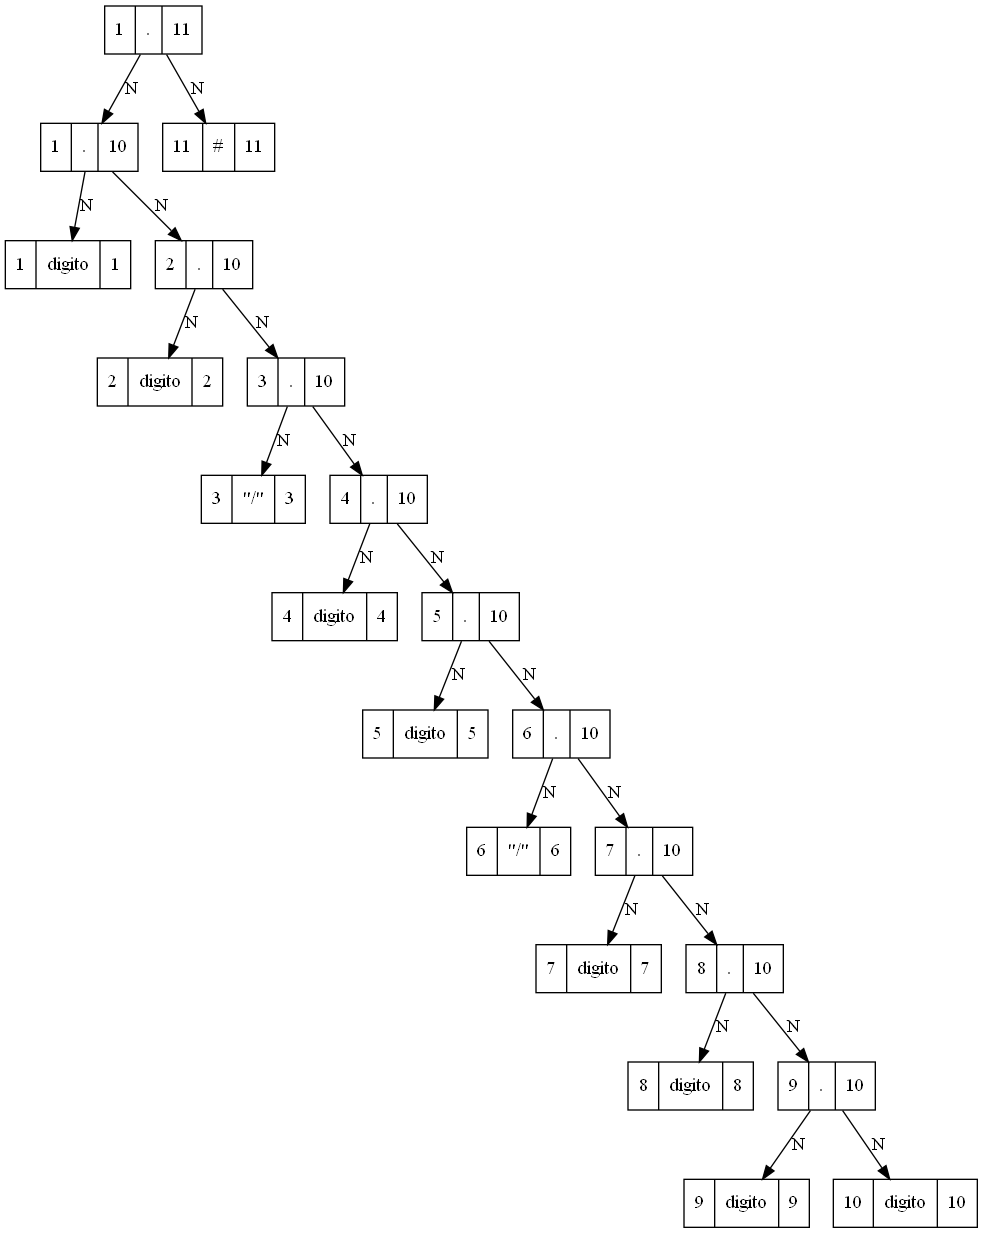 1 . 11
N N
1 . 10 11 # 11
N N
1 digito 1 2 . 10
N N
2 digito 2 3 . 10
N N
3 "/" 3 4 . 10
N N
4 digito 4 5 . 10
N N
5 digito 5 6 . 10
N N
6 "/" 6 7 . 10
N N
7 digito 7 8 . 10
N N
8 digito 8 9 . 10
N N
9 digito 9 10 digito 10